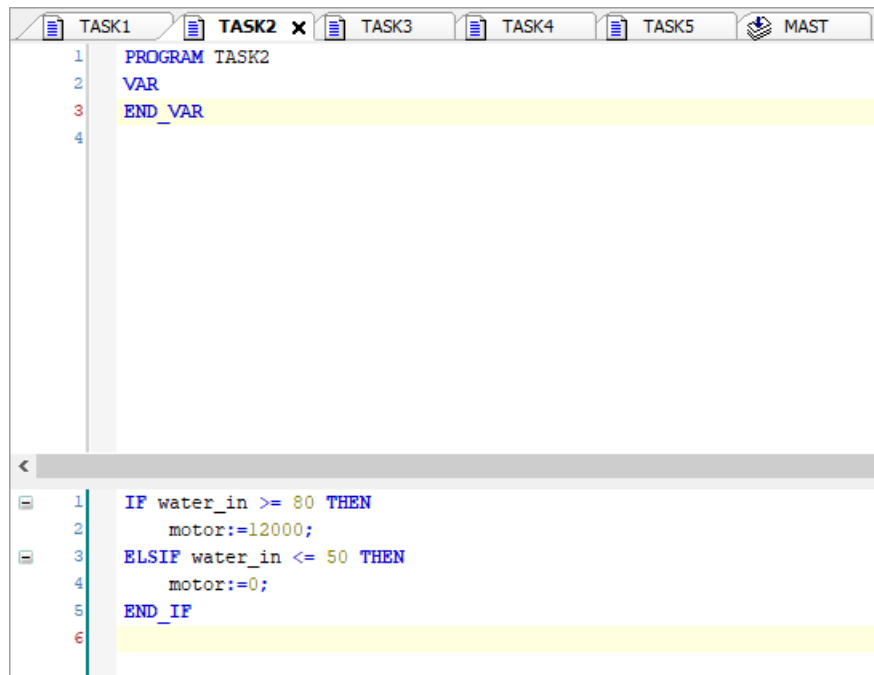 TASK1 TASK2 TASK3 TASK4 TASK5 MAST
1 PROGRAM TASK2
2 VAR
3 END_VAR
4
1 IF water_in >= 80 THEN
2 motor:=12000;
3 ELSIF water_in <= 50 THEN
4 motor:=0;
5 END_IF
6